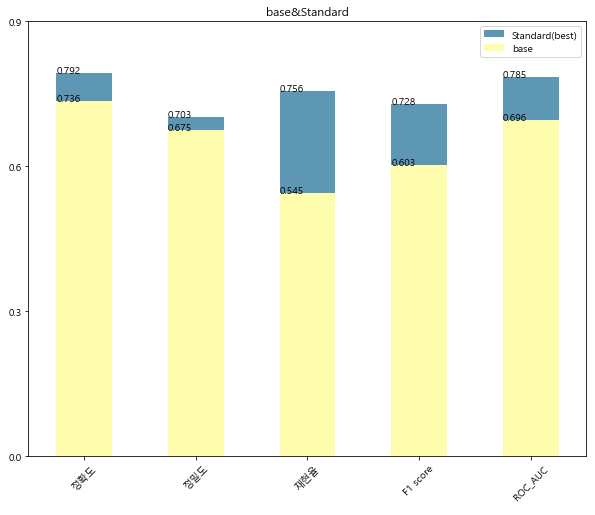 base&Standard
0.9
Standard(best)
base
0.792
0.736
0.703
0.675
0.756
0.545
0.728
0.603
0.785
0.696
0.6
0.3
0.0
정확도
정밀도
재현율
F1 score
ROC_AUC